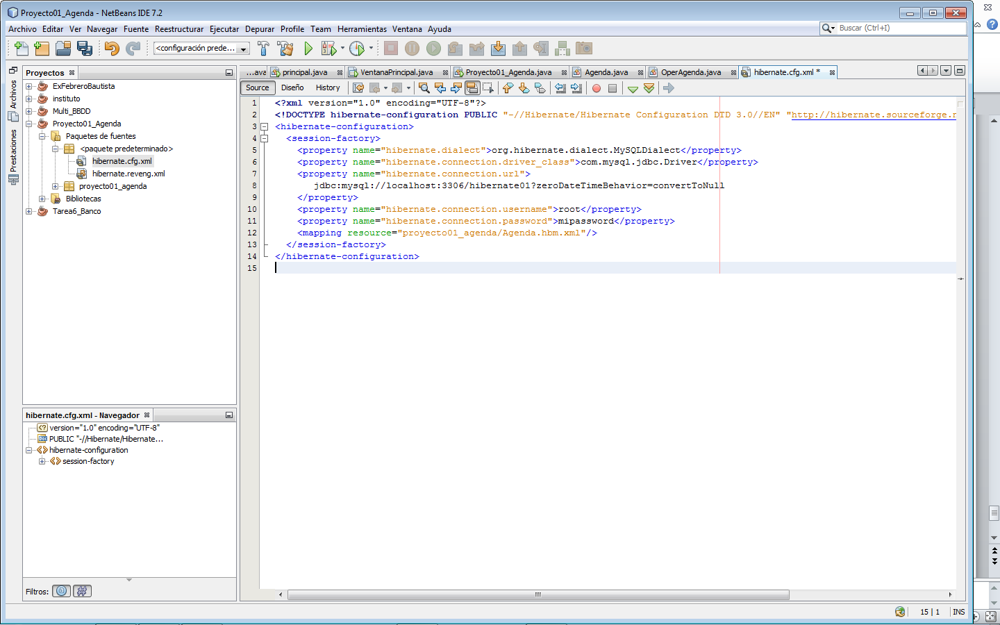 Proyecto01_Agenda - NetBeans IDE 7.2
Archivo Editar Ver Navegar Fuente Reestructurar Ejecutar Depurar Profile Team Herramientas Ventana Ayuda
Buscar (Ctrl+I)
<configuración prede...
Archivos
Prestaciones
Proyectos
ExFebreroBautista
instituto
Multi_BBDD
Proyecto01_Agenda
Paquetes de fuentes
<paquete predeterminado>
hibernate.cfg.xml
hibernate.reveng.xml
proyecto01_agenda
Bibliotecas
Tarea6_Banco
hibernate.cfg.xml - Navegador
version="1.0" encoding="UTF-8"
PUBLIC "-//Hibernate/Hibernate...
hibernate-configuration
session-factory
Filtros:
...ava principal.java VentanaPrincipal.java Proyecto01_Agenda.java Agenda.java OperAgenda.java hibernate.cfg.xml *
Source Diseño History
1 <?xml version="1.0" encoding="UTF-8"?>
2 <!DOCTYPE hibernate-configuration PUBLIC "-//Hibernate/Hibernate Configuration DTD 3.0//EN" "http://hibernate.sourceforge.n
3 <hibernate-configuration>
4 <session-factory>
5 <property name="hibernate.dialect">org.hibernate.dialect.MySQLDialect</property>
6 <property name="hibernate.connection.driver_class">com.mysql.jdbc.Driver</property>
7 <property name="hibernate.connection.url">
8 jdbc:mysql://localhost:3306/hibernate01?zeroDateTimeBehavior=convertToNull
9 </property>
10 <property name="hibernate.connection.username">root</property>
11 <property name="hibernate.connection.password">mipassword</property>
12 <mapping resource="proyecto01_agenda/Agenda.hbm.xml"/>
13 </session-factory>
14 </hibernate-configuration>
15
15 | 1 INS